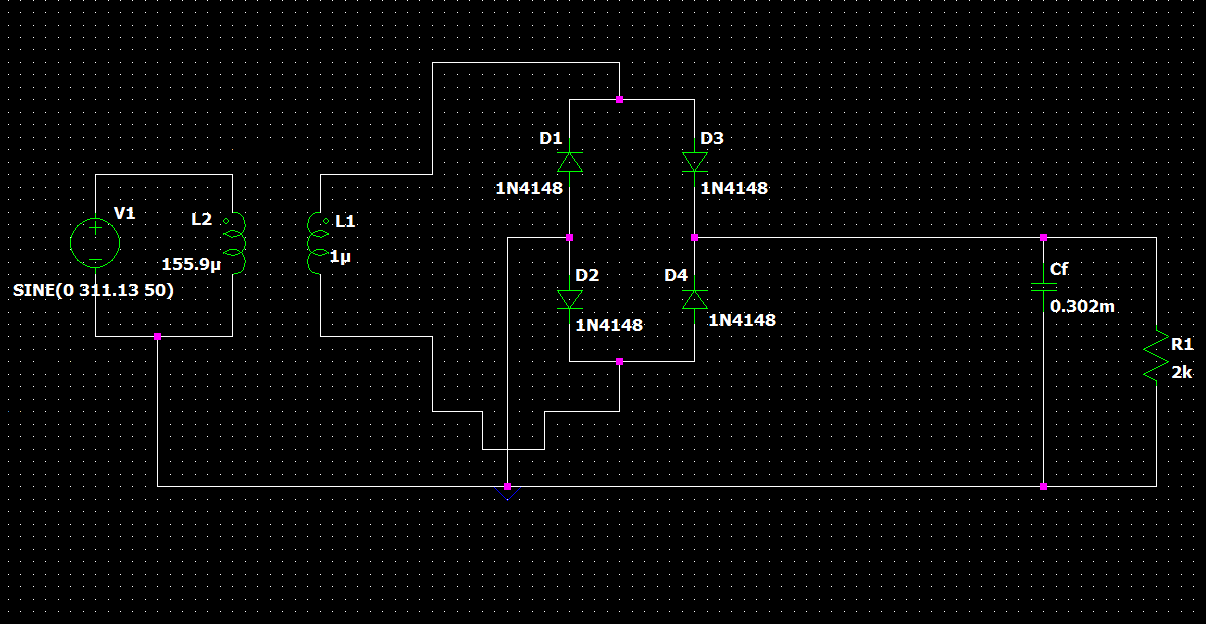 D1
D3
1N4148
1N4148
V1
L2
L1
155.9µ
1µ
SINE(0 311.13 50)
D2
D4
1N4148
1N4148
Cf
0.302m
R1
2k